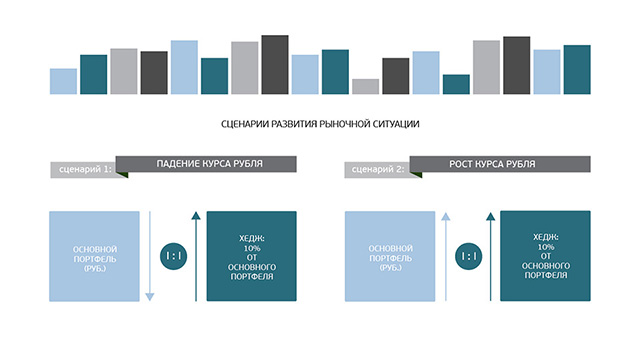 СЦЕНАРИИ РАЗВИТИЯ РЫНОЧНОЙ СИТУАЦИИ
сценарий 1:
ПАДЕНИЕ КУРСА РУБЛЯ
сценарий 2:
РОСТ КУРСА РУБЛЯ
ОСНОВНОЙ
ПОРТФЕЛЬ
(РУБ.)
1 : 1
ХЕДЖ:
10%
ОТ
ОСНОВНОГО
ПОРТФЕЛЯ
ОСНОВНОЙ
ПОРТФЕЛЬ
(РУБ.)
1 : 1
ХЕДЖ:
10%
ОТ
ОСНОВНОГО
ПОРТФЕЛЯ